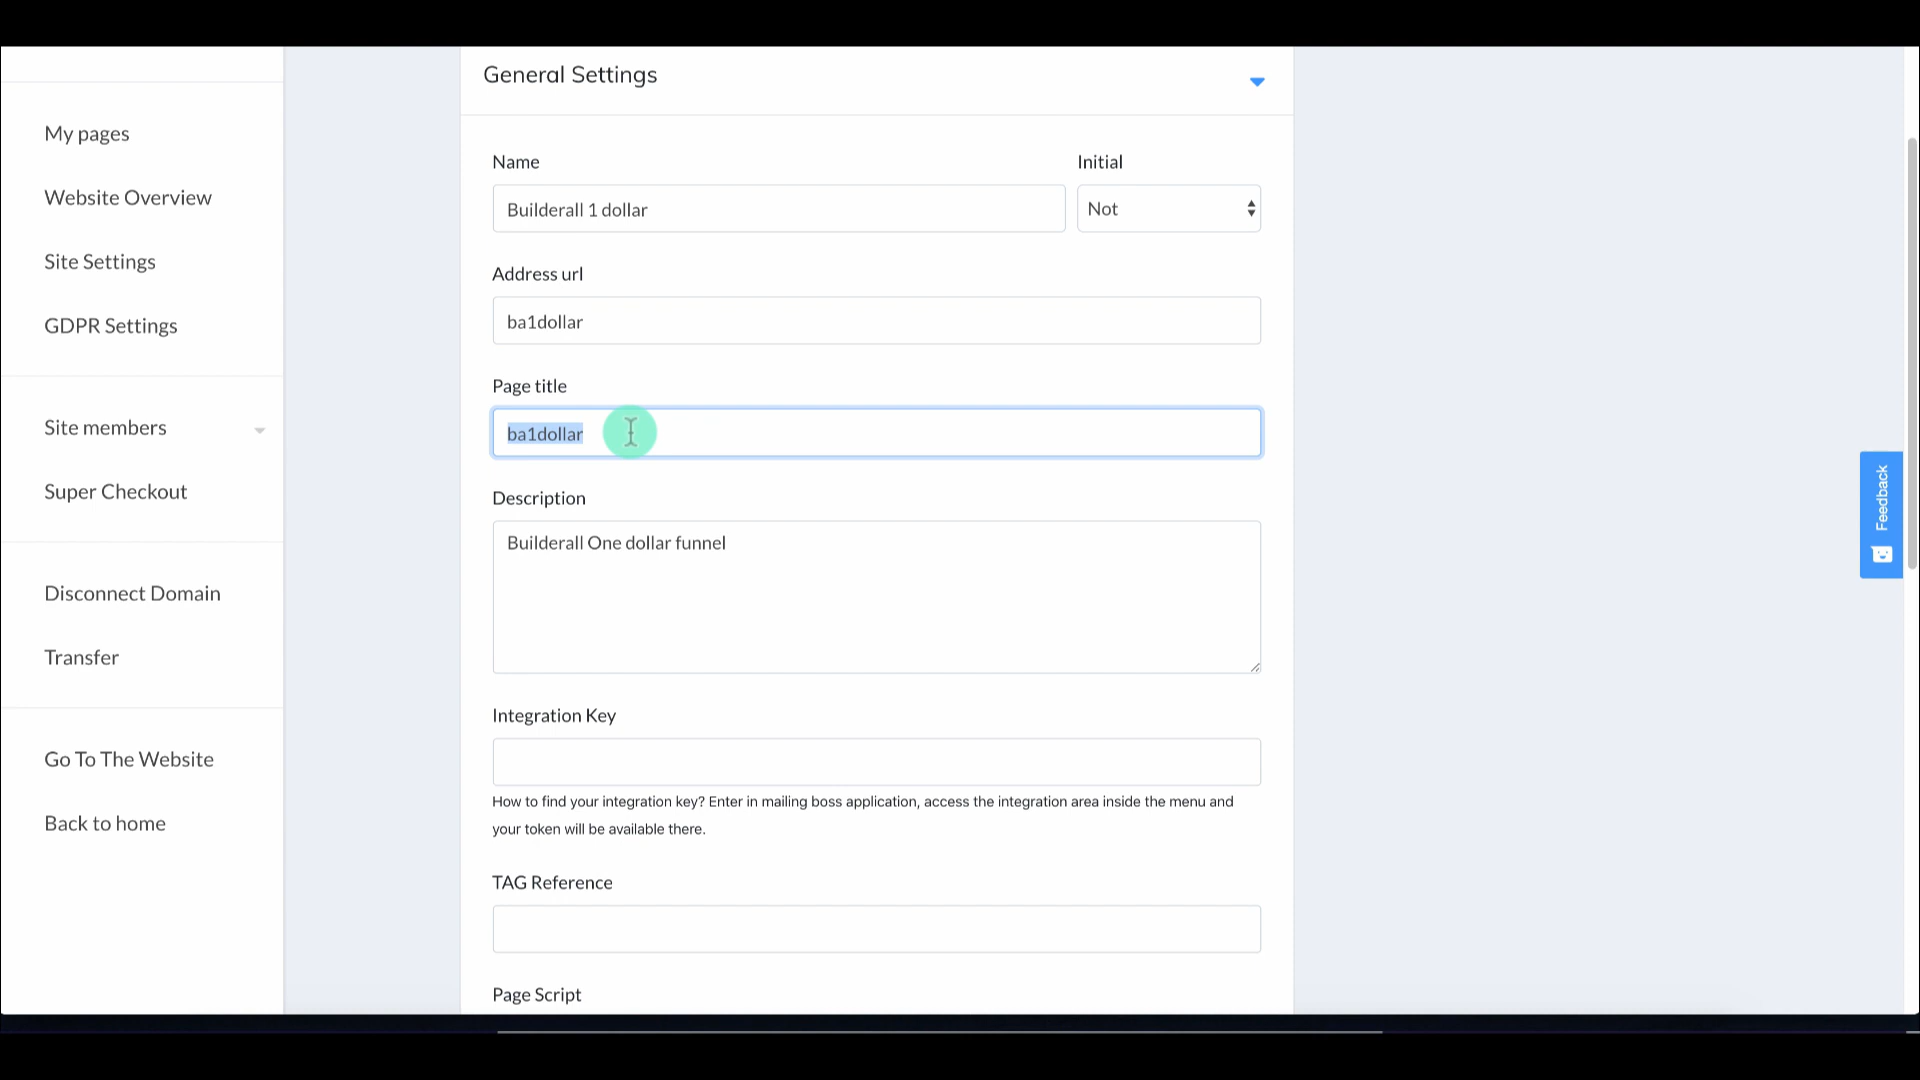 General Settings
My pages
Website Overview
Site Settings
GDPR Settings
Site members
Super Checkout
Disconnect Domain
Transfer
Go To The Website
Back to home
Name
Initial
Builderall 1 dollar
Not
Address url
ba1dollar
Page title
ba1dollar
Description
Builderall One dollar funnel
Integration Key
How to find your integration key? Enter in mailing boss application, access the integration area inside the menu and
your token will be available there.
TAG Reference
Page Script
Feedback